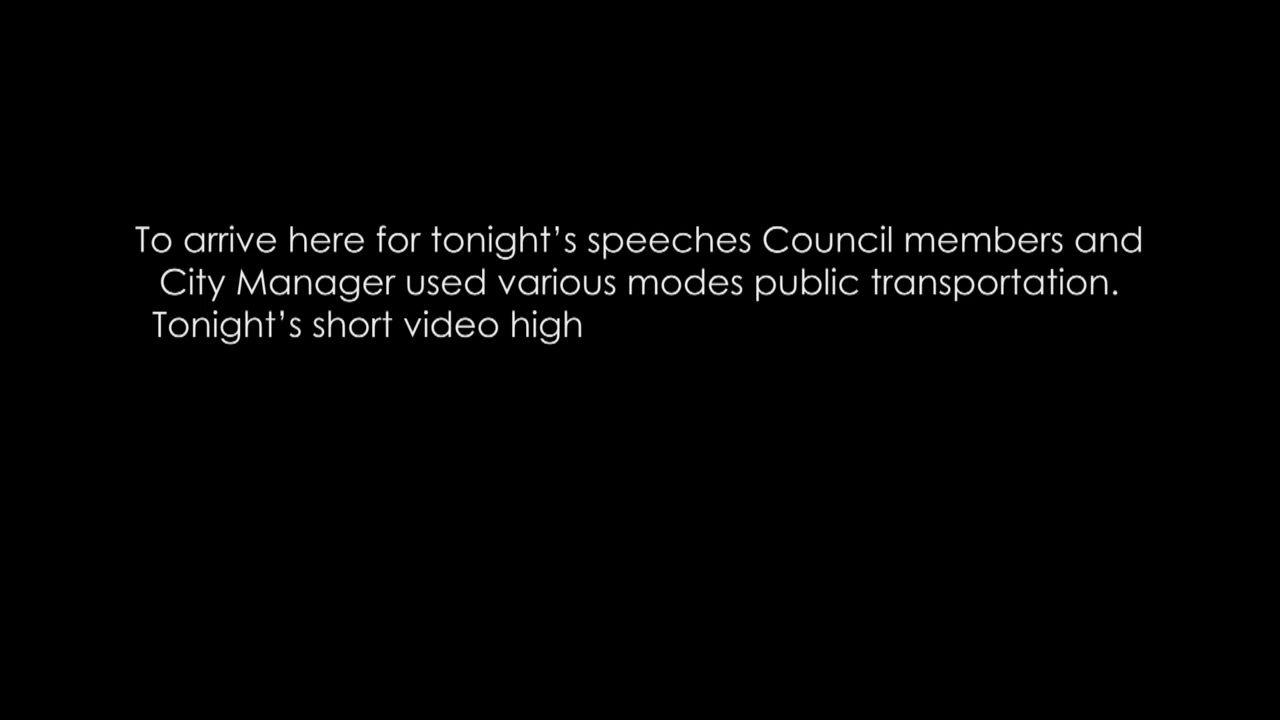 To arrive here for tonight’s speeches Council members and
City Manager used various modes public transportation.
Tonight’s short video high